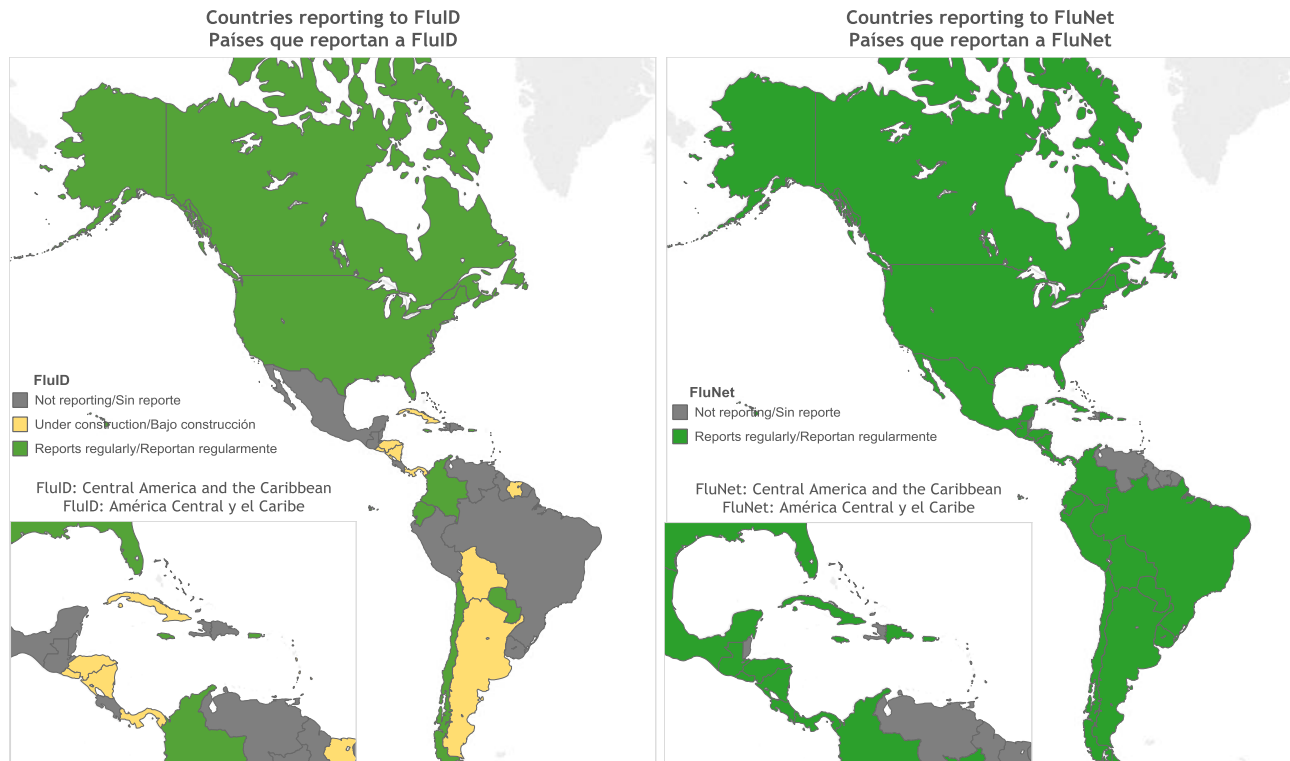 Countries reporting to FluID
Países que reportan a FluID
FluID
Not reporting/Sin reporte
Under construction/Bajo construcción
Reports regularly/Reportan regularmente
FluID: Central America and the Caribbean
FluID: América Central y el Caribe
Countries reporting to FluNet
Países que reportan a FluNet
FluNet
Not reporting/Sin reporte
Reports regularly/Reportan regularmente
FluNet: Central America and the Caribbean
FluNet: América Central y el Caribe